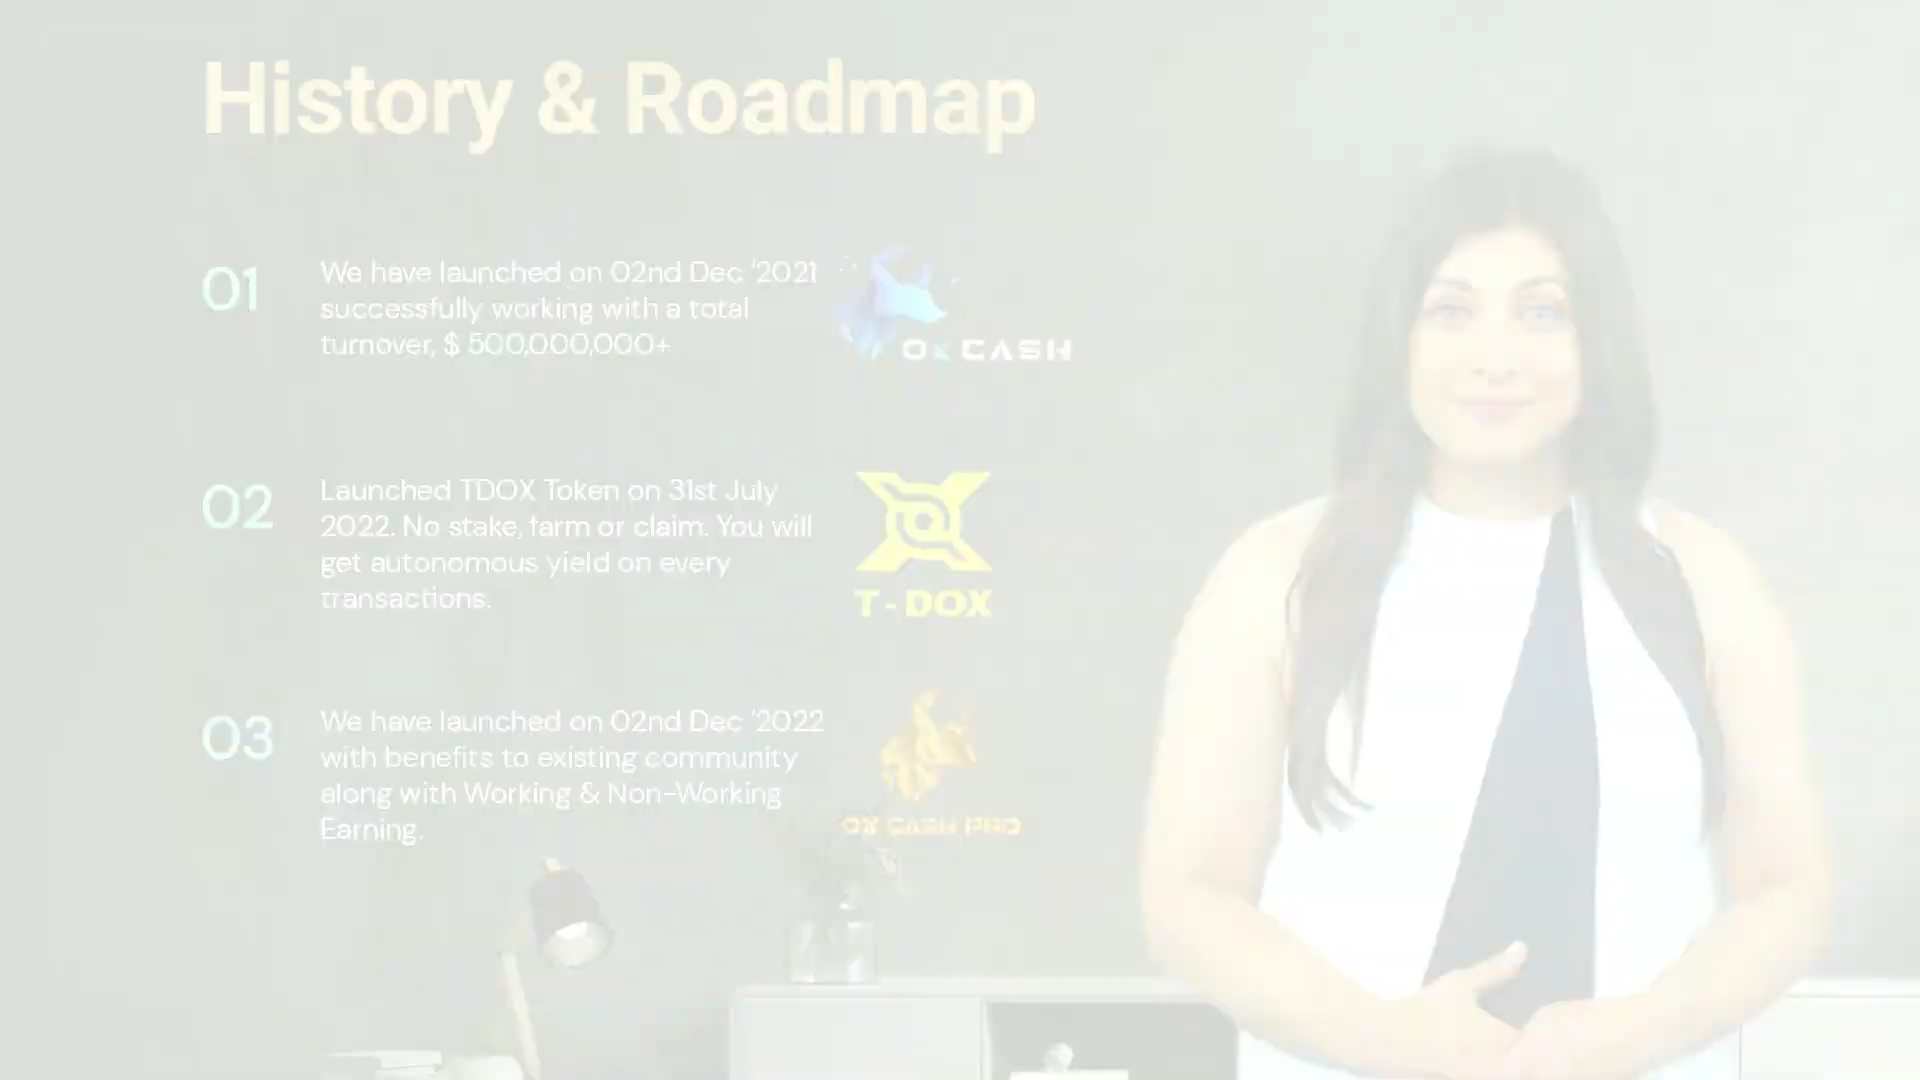 History & Roadmap
01
We have launched on 02nd Dec '2021
successfully working with a total
turnover, $ 500,000,000+
OX CASH
02
Launched TDOX Token on 31st July
2022. No stake, farm or claim. You will
get autonomous yield on every
transactions.
T-DOX
03
We have launched on 02nd Dec '2022
with benefits to existing community
along with Working & Non-Working
Earning.
OX CASH PRO